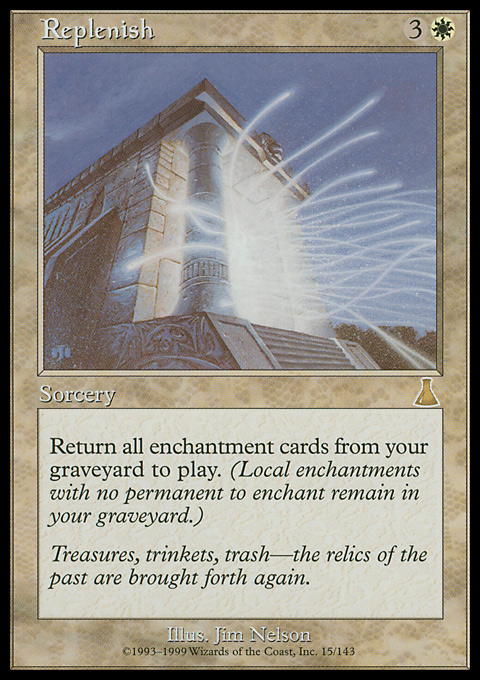 Replenish 3
Sorcery
Return all enchantment cards from your
graveyard to play. (Local enchantments
with no permanent to enchant remain in
your graveyard.)
Treasures, trinkets, trash—the relics of the
past are brought forth again.
Illus. Jim Nelson
©1993–1999 Wizards of the Coast, Inc. 15/143